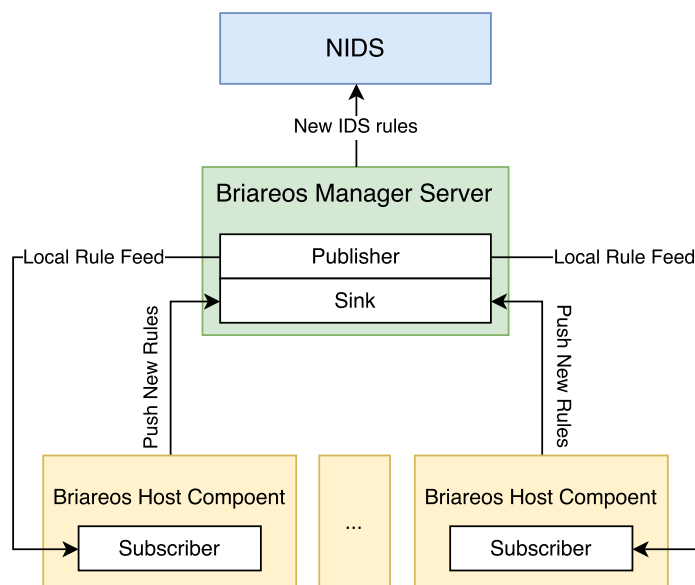 NIDS
New IDS rules
Briareos Manager Server
Local Rule Feed
Publisher
Local Rule Feed
Sink
Push New Rules
Push New Rules
Briareos Host Compoent
...
Briareos Host Compoent
Subscriber
Subscriber